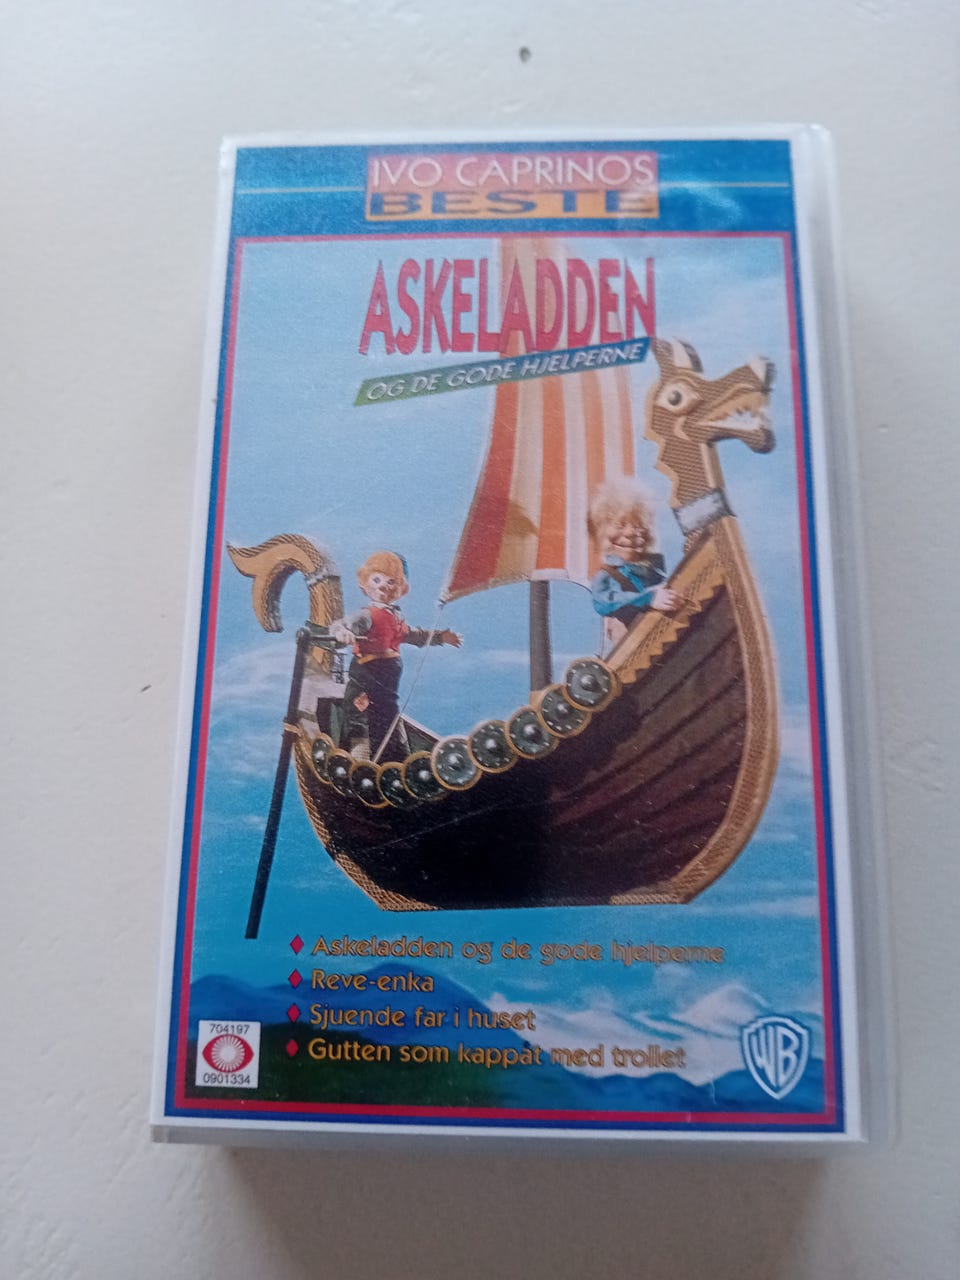 IVO CAPRINOS
BESTE
ASKELADDEN
OG DE GODE HJELPERNE
Askeladden og de gode hjelperne
Reve-enka
Sjuende far i huset
Gutten som kappåt med trollet
704197
0901334
WB